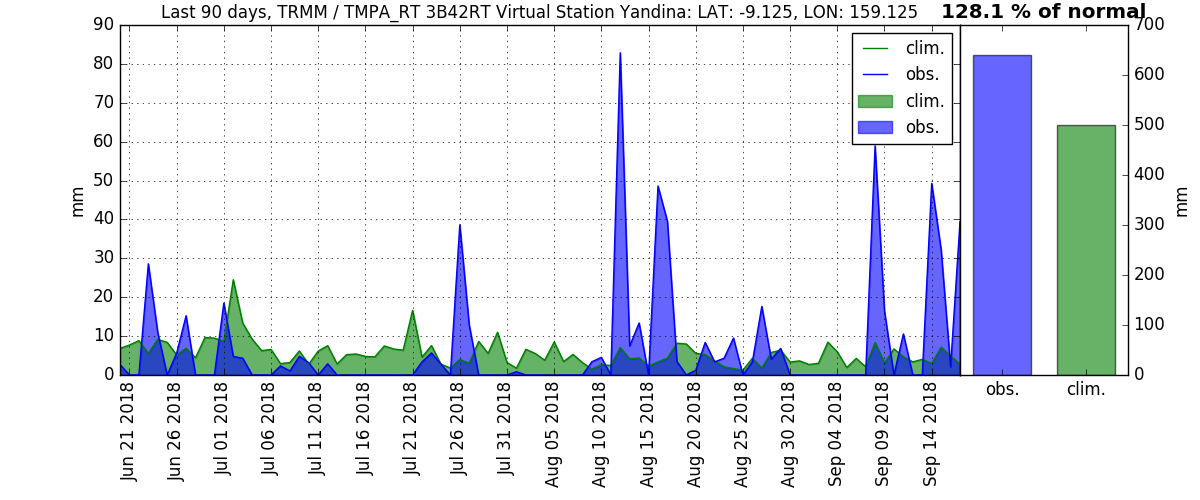 Last 90 days, TRMM / TMPA_RT 3B42RT Virtual Station Yandina: LAT: -9.125, LON: 159.125
128.1 % of normal
90
80
70
60
50
40
30
20
10
0
mm
clim.
obs.
clim.
obs.
Jun 21 2018
Jun 26 2018
Jul 01 2018
Jul 06 2018
Jul 11 2018
Jul 16 2018
Jul 21 2018
Jul 26 2018
Jul 31 2018
Aug 05 2018
Aug 10 2018
Aug 15 2018
Aug 20 2018
Aug 25 2018
Aug 30 2018
Sep 04 2018
Sep 09 2018
Sep 14 2018
700
600
500
400
300
200
100
0
mm
obs.
clim.